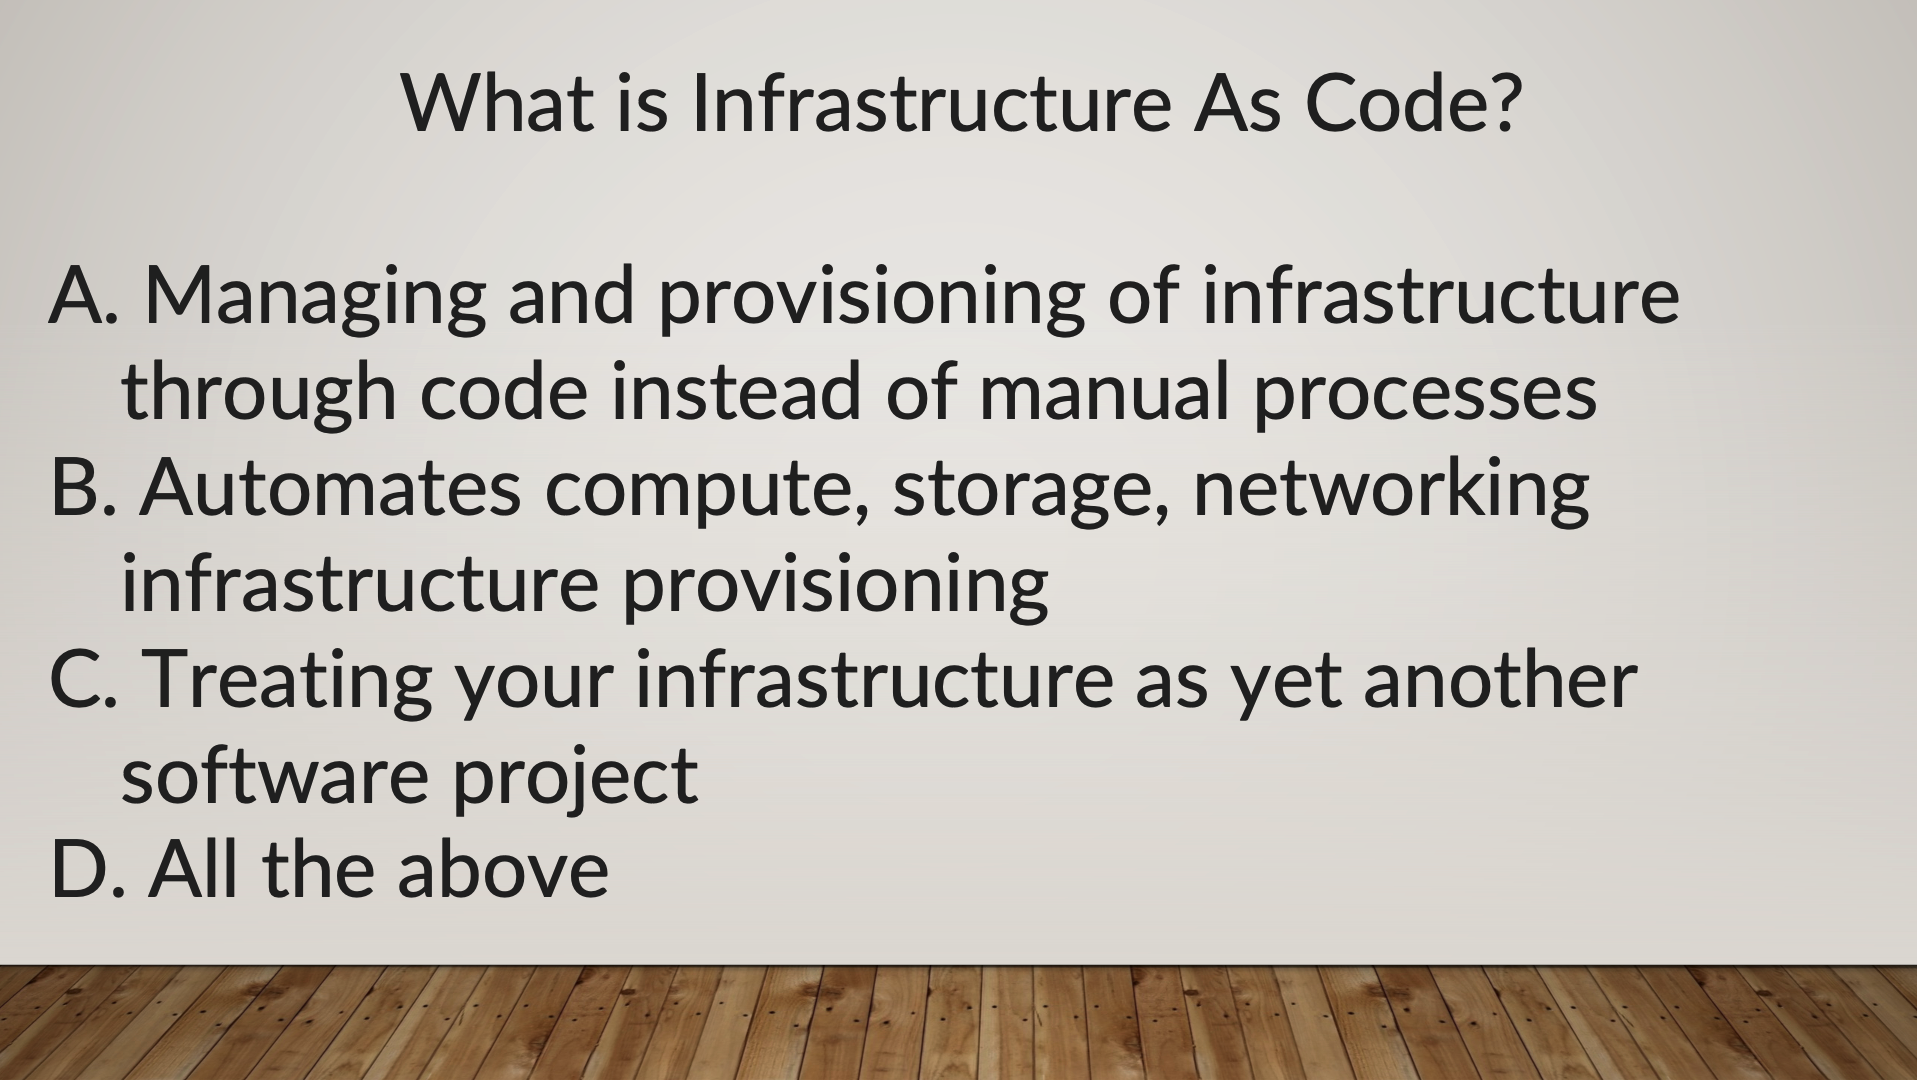 What is Infrastructure As Code?
A. Managing and provisioning of infrastructure
through code instead of manual processes
B. Automates compute, storage, networking
infrastructure provisioning
C. Treating your infrastructure as yet another
software project
D. All the above